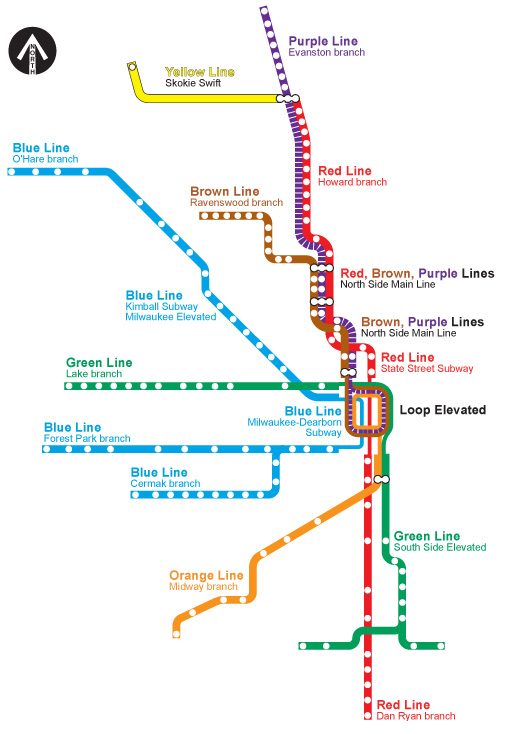 NORTH
Purple Line
Evanston branch
Yellow Line
Skokie Swift
Blue Line
O'Hare branch
Red Line
Howard branch
Brown Line
Ravenswood branch
Red, Brown, Purple Lines
North Side Main Line
Blue Line
Kimball Subway
Milwaukee Elevated
Brown, Purple Lines
North Side Main Line
Green Line
Lake branch
Red Line
State Street Subway
Blue Line
Milwaukee-Dearborn
Subway
Loop Elevated
Blue Line
Forest Park branch
Blue Line
Cermak branch
Green Line
South Side Elevated
Orange Line
Midway branch
Red Line
Dan Ryan branch